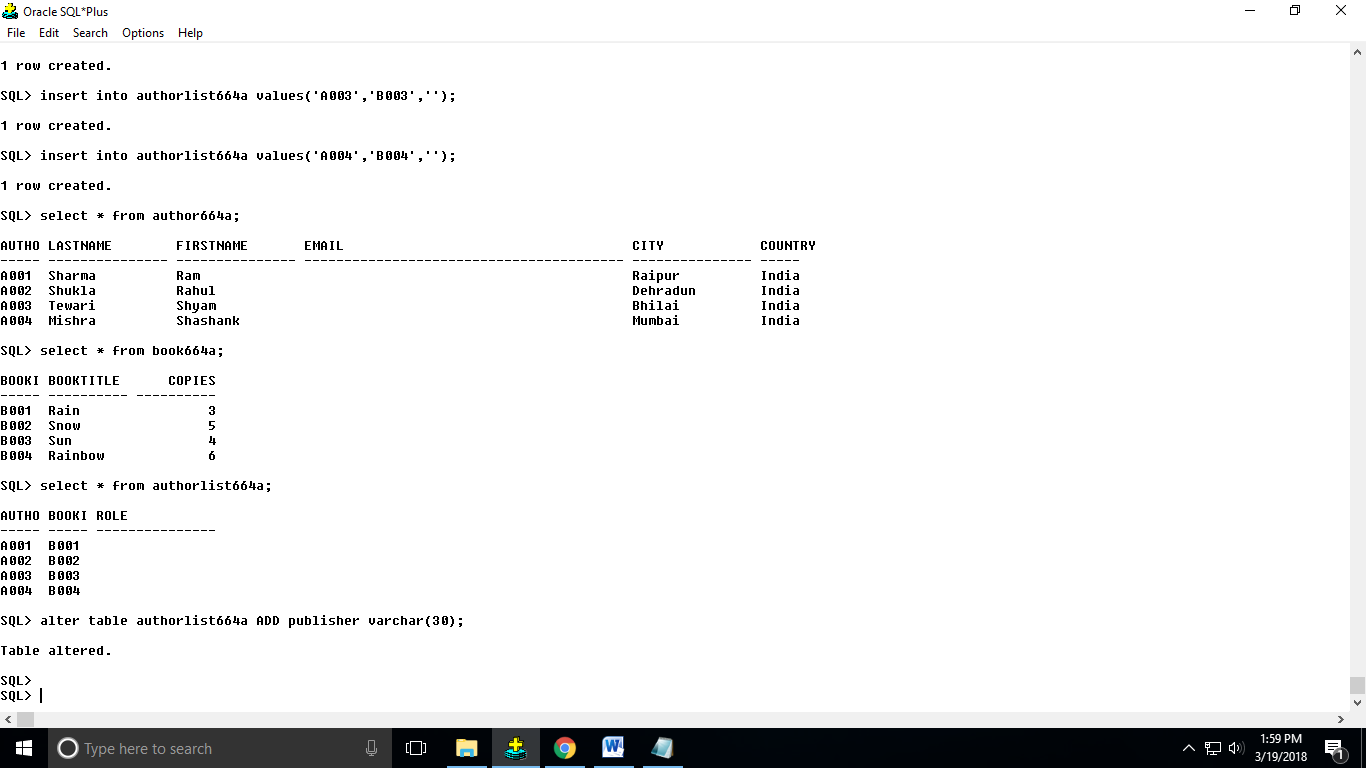 Oracle SQL*Plus
File Edit Search Options Help
1 row created.
SQL> insert into authorlist664a values('A003','B003','');
1 row created.
SQL> insert into authorlist664a values('A004','B004','');
1 row created.
SQL> select * from author664a;
AUTHO LASTNAME        FIRSTNAME       EMAIL                                    CITY            COUNTRY
----- --------------- --------------- ---------------------------------------- --------------- -----
A001  Sharma          Ram                                                      Raipur          India
A002  Shukla          Rahul                                                    Dehradun        India
A003  Tewari          Shyam                                                    Bhilai          India
A004  Mishra          Shashank                                                 Mumbai          India
SQL> select * from book664a;
BOOKI BOOKTITLE      COPIES
----- ---------- ----------
B001  Rain                3
B002  Snow                5
B003  Sun                 4
B004  Rainbow             6
SQL> select * from authorlist664a;
AUTHO BOOKI ROLE
----- ----- ---------------
A001  B001
A002  B002
A003  B003
A004  B004
SQL> alter table authorlist664a ADD publisher varchar(30);
Table altered.
SQL>
SQL>
Type here to search
1:59 PM
3/19/2018
1